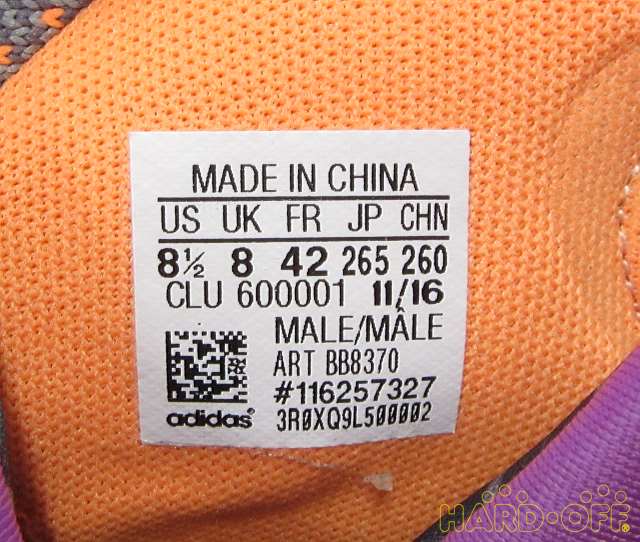 MADE IN CHINA
US UK FR JP CHN
8½ 8 42 265 260
CLU 600001 11/16
MALE/MÂLE
ART BB8370
#116257327
adidas® 3R0XQ9L500002
HARD-OFF®